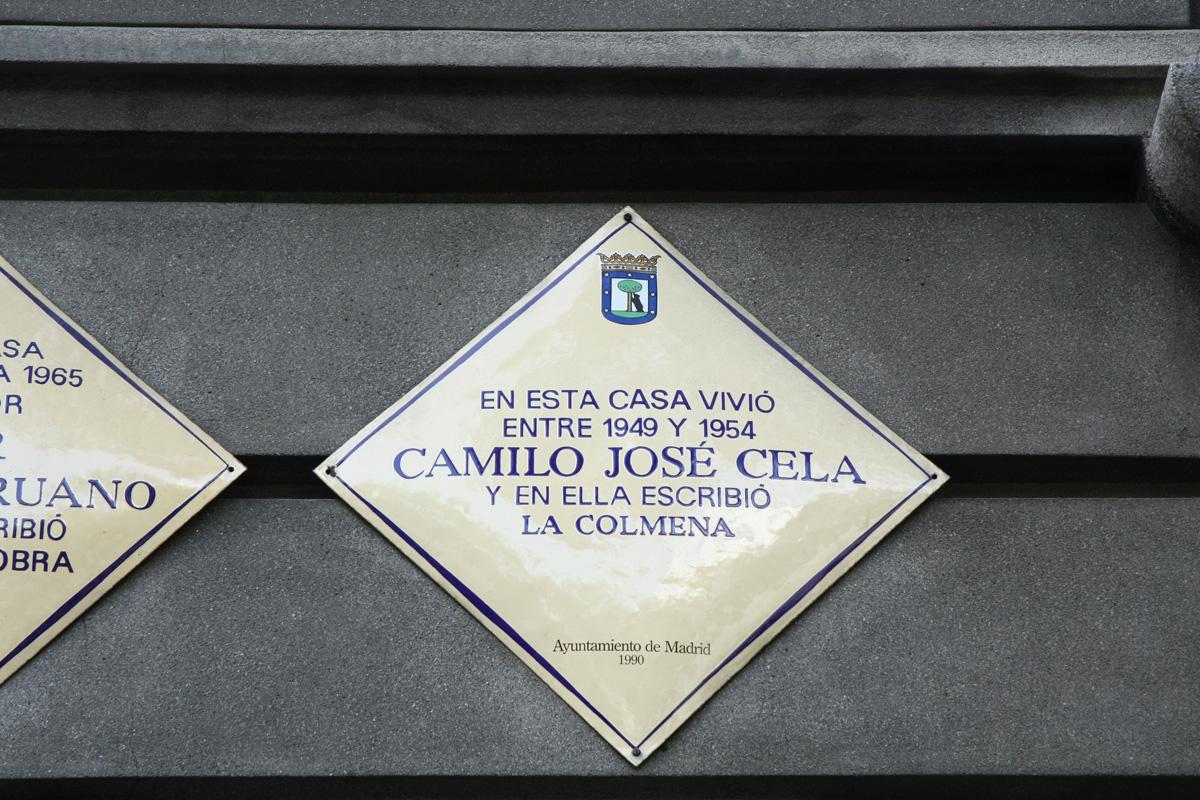 ASA
A 1965
OR
RUANO
RIBIÓ
OBRA
EN ESTA CASA VIVIÓ
ENTRE 1949 Y 1954
CAMILO JOSÉ CELA
Y EN ELLA ESCRIBIÓ
LA COLMENA
Ayuntamiento de Madrid
1990